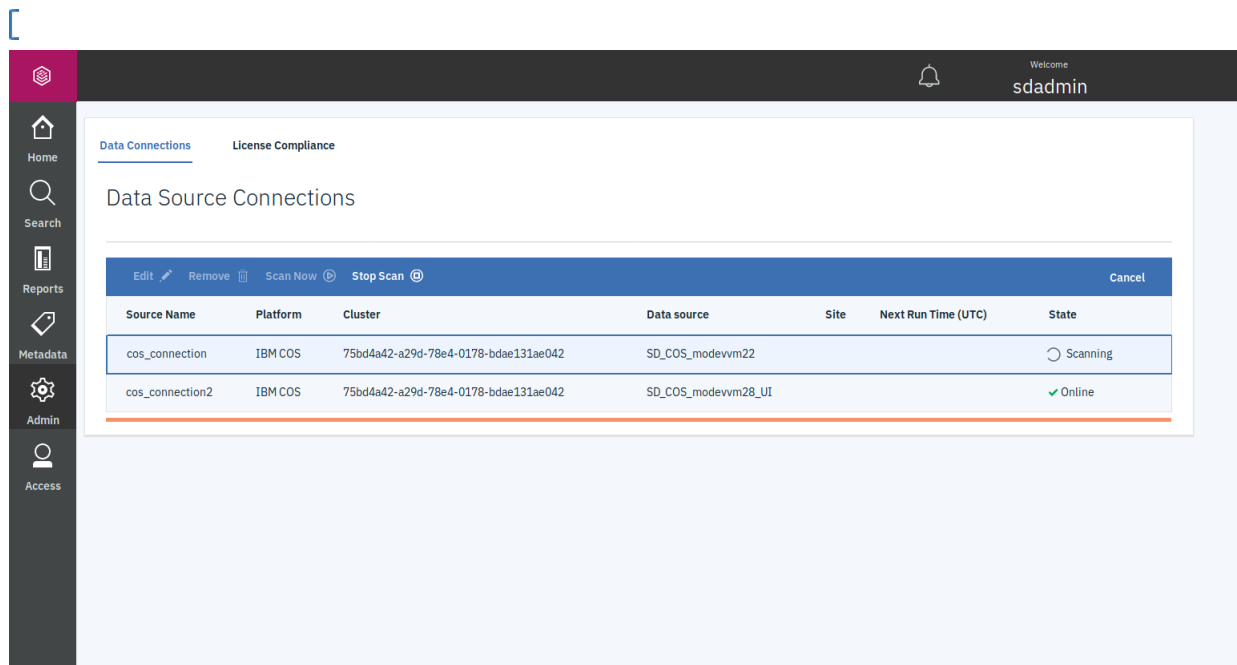 Welcome
sdadmin
Home
Search
Reports
Metadata
Admin
Access
Data Connections License Compliance
Data Source Connections
Edit Remove Scan Now Stop Scan Cancel
Source Name Platform Cluster Data source Site Next Run Time (UTC) State
cos_connection IBM COS 75bd4a42-a29d-78e4-0178-bdae131ae042 SD_COS_modevvm22 Scanning
cos_connection2 IBM COS 75bd4a42-a29d-78e4-0178-bdae131ae042 SD_COS_modevvm28_UI Online